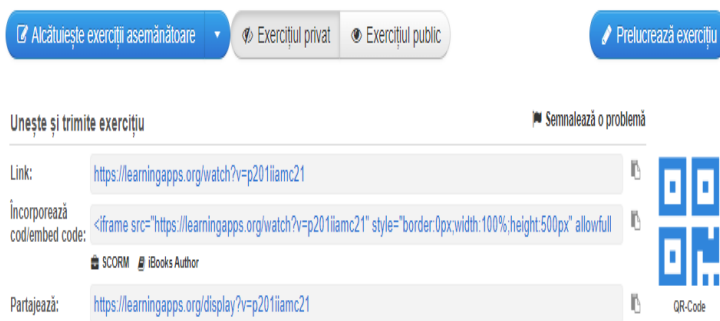 Alcătuiește exerciții asemănătoare
Exercițiul privat
Exercițiul public
Prelucrează exercițiu
Unește și trimite exercițiu
Semnalează o problemă
Link:
https://learningapps.org/watch?v=p201iiamc21
Încorporează
cod/embed code:
<iframe src="https://learningapps.org/watch?v=p201iiamc21" style="border:0px;width:100%;height:500px" allowfull
SCORM iBooks Author
Partajează:
https://learningapps.org/display?v=p201iiamc21
QR-Code